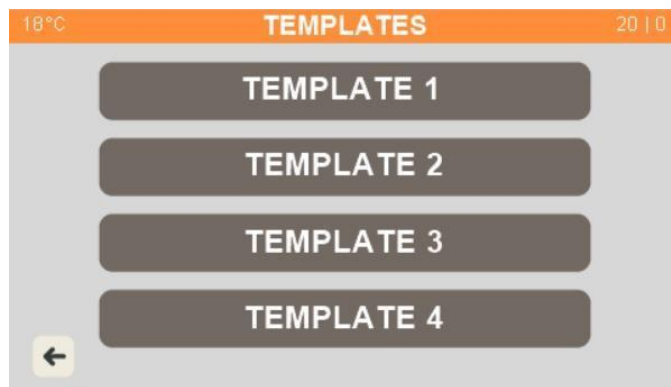 18°C TEMPLATES 20 | 0
TEMPLATE 1
TEMPLATE 2
TEMPLATE 3
TEMPLATE 4